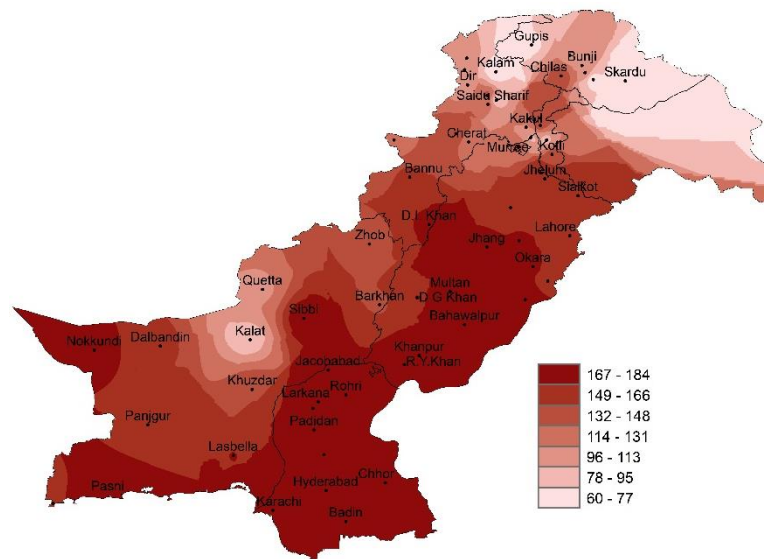 Gupis
Bunji
Kalam
Chilas
Skardu
Dir
Saidu Sharif
Kakul
Cherat
Murree
Kotli
Bannu
Jhelum
Sialkot
D.I. Khan
Lahore
Zhob
Jhang
Okara
Quetta
Multan
Barkhan
D G Khan
Sibbi
Bahawalpur
Kalat
Nokkundi
Dalbandin
Khanpur
R.Y.Khan
Jacobabad
Khuzdar
Rohri
Larkana
Panjgur
Padidan
Lasbella
Pasni
Hyderabad
Chhor
Karachi
Badin
167 - 184
149 - 166
132 - 148
114 - 131
96 - 113
78 - 95
60 - 77